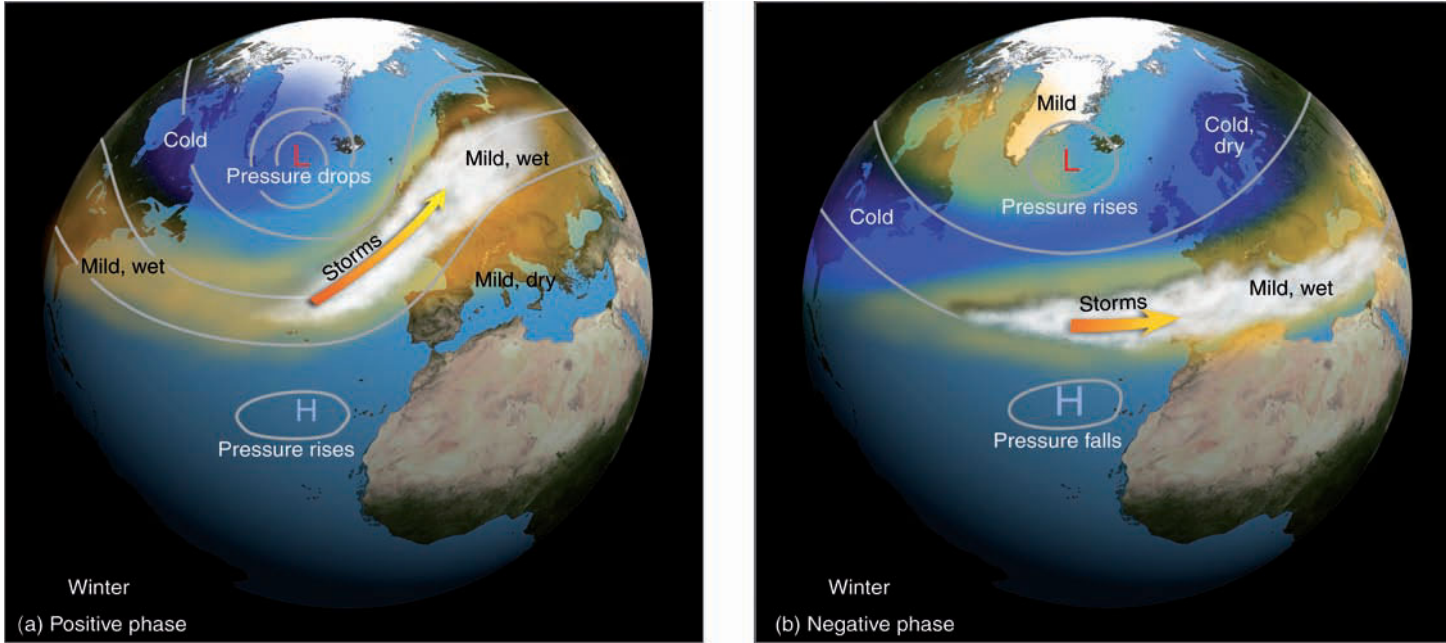 Cold
L
Pressure drops
Mild, wet
Storms
Mild, wet
Mild, dry
H
Pressure rises
Winter
(a) Positive phase
Mild
Cold,
dry
L
Pressure rises
Cold
Storms
Mild, wet
H
Pressure falls
Winter
(b) Negative phase